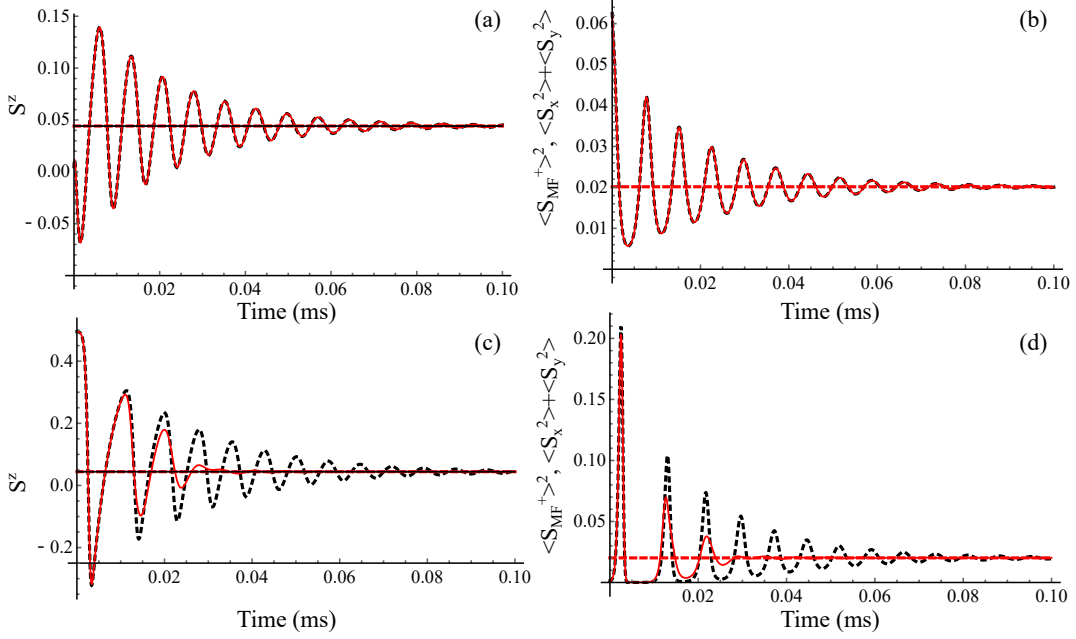 (a)
0.15
0.10
0.05
0.00
- 0.05
S^z
0.02 0.04 0.06 0.08 0.10
Time (ms)
(b)
0.06
0.05
0.04
0.03
0.02
0.01
<S_MF^+>^2, <S_x^2>+<S_y^2>
0.02 0.04 0.06 0.08 0.10
Time (ms)
(c)
0.4
0.2
0.0
- 0.2
S^z
0.02 0.04 0.06 0.08 0.10
Time (ms)
(d)
0.20
0.15
0.10
0.05
<S_MF^+>^2, <S_x^2>+<S_y^2>
0.02 0.04 0.06 0.08 0.10
Time (ms)